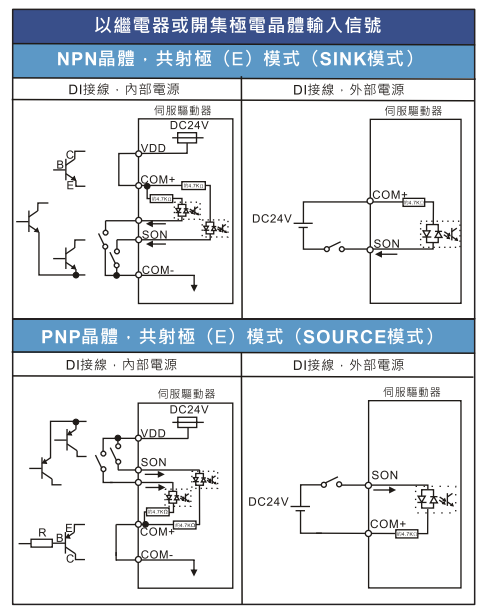 以繼電器或開集極電晶體輸入信號
NPN晶體．共射極（E）模式（SINK模式）
DI接線．內部電源
DI接線．外部電源
伺服驅動器
DC24V
VDD
COM+
約4.7KΩ
約4.7KΩ
SON
COM-
C
B
E
伺服驅動器
COM+
約4.7KΩ
DC24V
SON
PNP晶體．共射極（E）模式（SOURCE模式）
DI接線．內部電源
DI接線．外部電源
伺服驅動器
DC24V
VDD
SON
約4.7KΩ
約4.7KΩ
COM+
COM-
R
E
B
C
伺服驅動器
SON
DC24V
COM+
約4.7KΩ